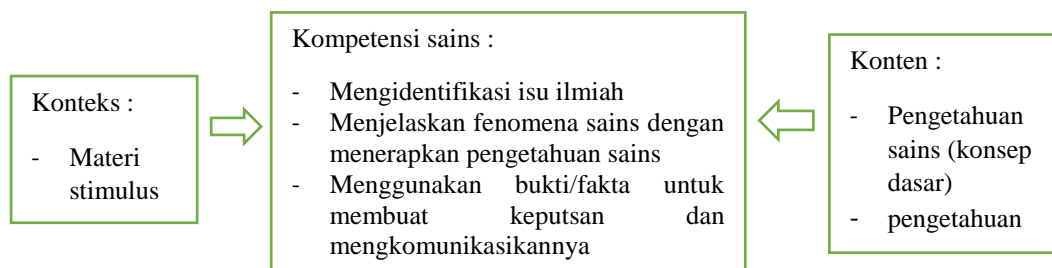 Konteks :
- Materi
stimulus
Kompetensi sains :
- Mengidentifikasi isu ilmiah
- Menjelaskan fenomena sains dengan
menerapkan pengetahuan sains
- Menggunakan bukti/fakta untuk
membuat keputsan dan
mengkomunikasikannya
Konten :
- Pengetahuan
sains (konsep
dasar)
- pengetahuan